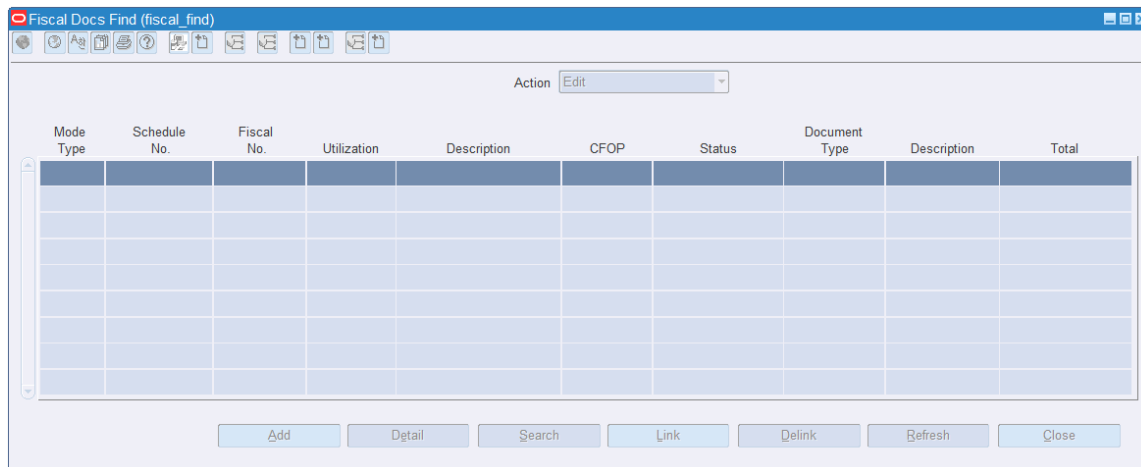 Fiscal Docs Find (fiscal_find)
Action Edit
Mode Type
Schedule No.
Fiscal No.
Utilization
Description
CFOP
Status
Document Type
Description
Total
Add Detail Search Link Delink Refresh Close